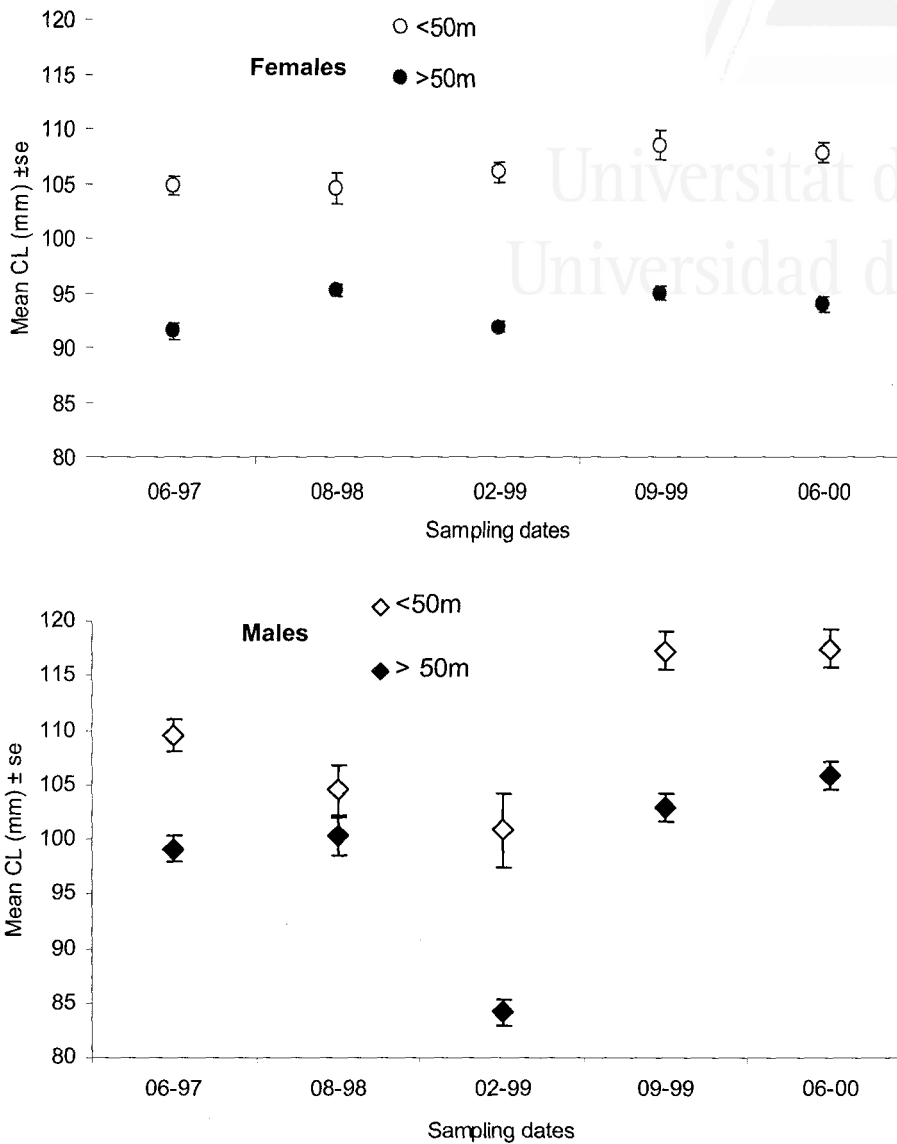 120
115
110
105
100
95
90
85
80
Mean CL (mm) ±se
Females
<50m
>50m
Universitat d
Universidad d
06-97 08-98 02-99 09-99 06-00
Sampling dates
120
115
110
105
100
95
90
85
80
Mean CL (mm) ± se
Males
<50m
> 50m
06-97 08-98 02-99 09-99 06-00
Sampling dates